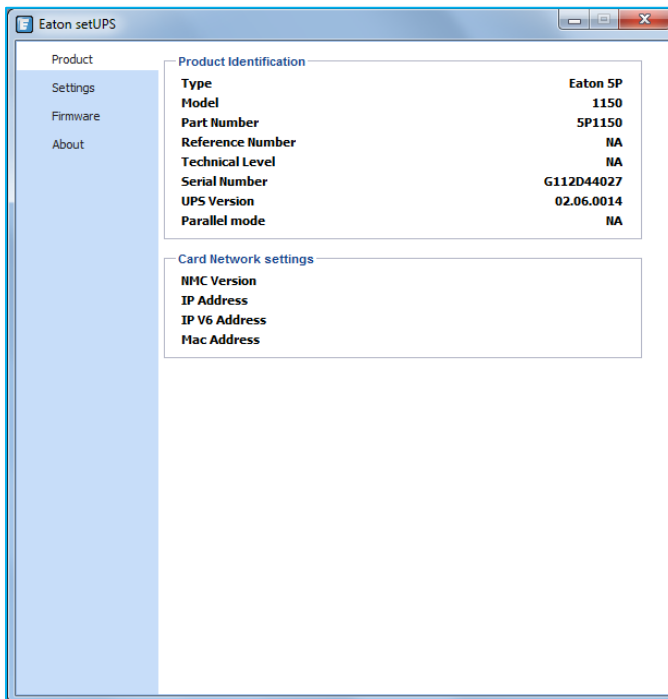 Eaton setUPS
Product
Settings
Firmware
About
Product Identification
Type Eaton 5P
Model 1150
Part Number 5P1150
Reference Number NA
Technical Level NA
Serial Number G112D44027
UPS Version 02.06.0014
Parallel mode NA
Card Network settings
NMC Version
IP Address
IP V6 Address
Mac Address